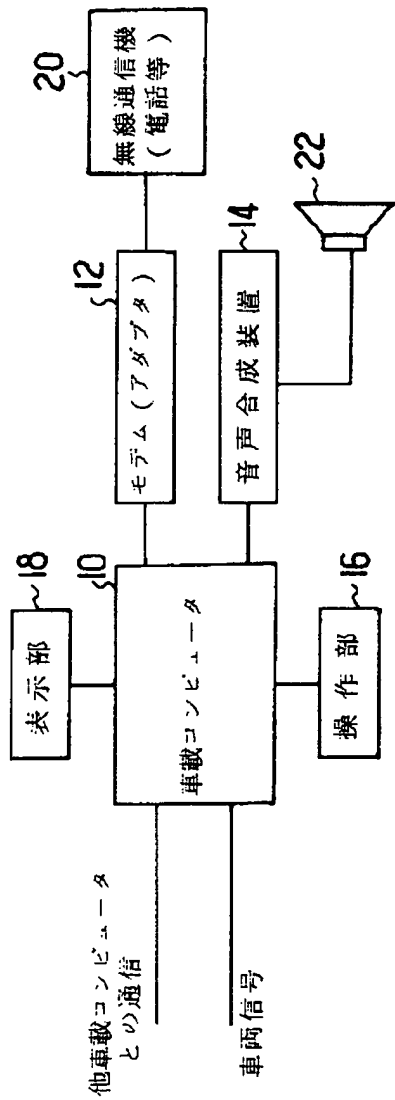 18
表示部
10
車載コンピュータ
他車載コンピュータ
との通信
車両信号
16
操作部
12
モデム(アダプタ)
20
無線通信機
(電話等)
14
音声合成装置
22